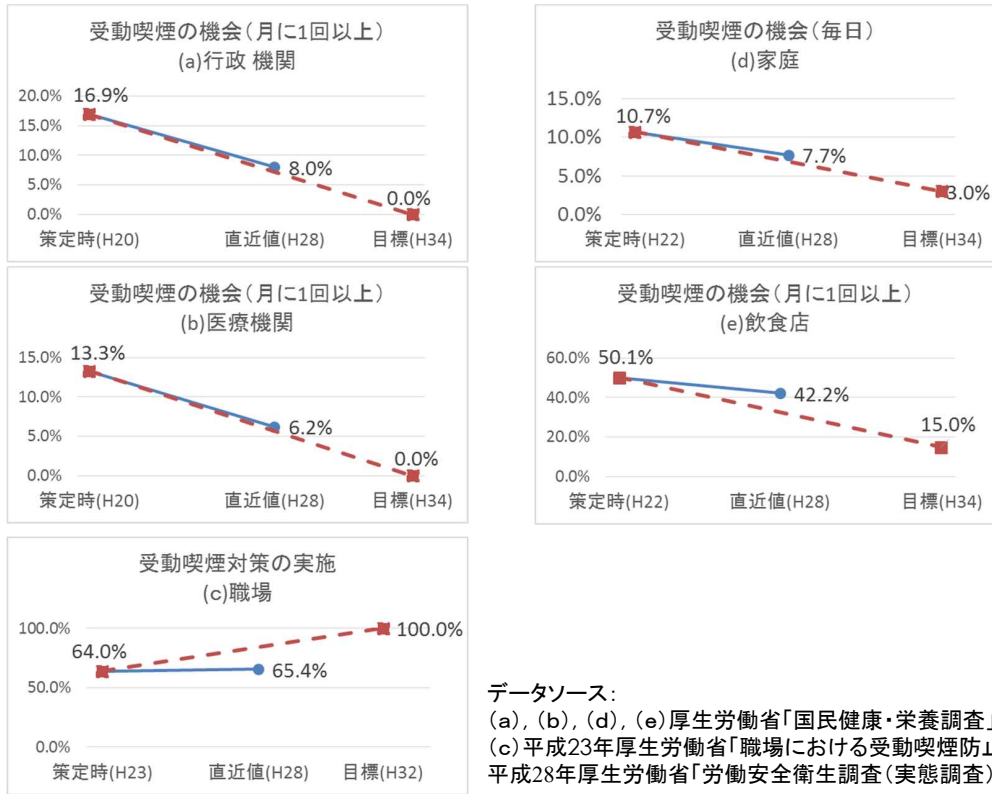 受動喫煙の機会(月に1回以上)
(a)行政 機関
20.0%
15.0%
10.0%
5.0%
0.0%
16.9%
8.0%
0.0%
策定時(H20)
直近値(H28)
目標(H34)
受動喫煙の機会(毎日)
(d)家庭
15.0%
10.0%
5.0%
0.0%
10.7%
7.7%
3.0%
策定時(H22)
直近値(H28)
目標(H34)
受動喫煙の機会(月に1回以上)
(b)医療機関
15.0%
10.0%
5.0%
0.0%
13.3%
6.2%
0.0%
策定時(H20)
直近値(H28)
目標(H34)
受動喫煙の機会(月に1回以上)
(e)飲食店
60.0%
40.0%
20.0%
0.0%
50.1%
42.2%
15.0%
策定時(H22)
直近値(H28)
目標(H34)
受動喫煙対策の実施
(c)職場
100.0%
50.0%
0.0%
64.0%
65.4%
100.0%
策定時(H23)
直近値(H28)
目標(H32)
データソース:
(a),(b),(d),(e)厚生労働省「国民健康・栄養調査」
(c)平成23年厚生労働省「職場における受動喫煙防
平成28年厚生労働省「労働安全衛生調査(実態調査)